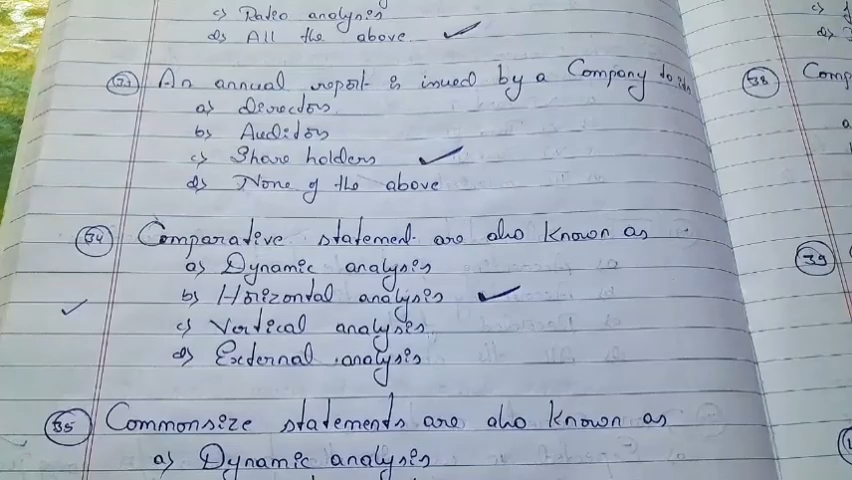 c) Ratio analysis
d) All the above
33 An annual report is issued by a Company to its
a) Directors
b) Auditors
c) Share holders
d) None of the above
34 Comparative statement are also known as
a) Dynamic analysis
b) Horizontal analysis
c) Vertical analysis
d) External analysis
35 Commonsize statements are also known as
a) Dynamic analysis
c)
d)
38 Comp
a
39